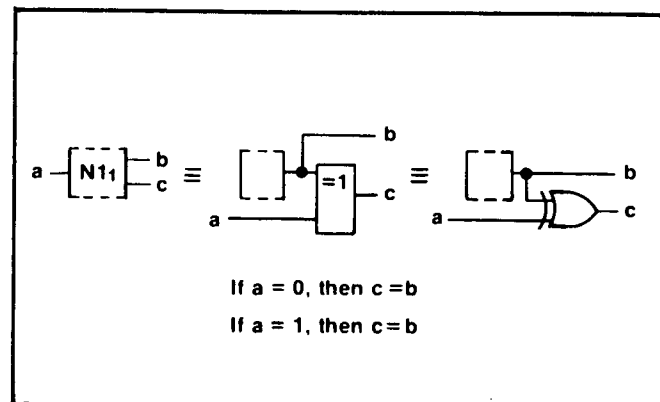 a N1₁ b c ≡ =1 a b c ≡ a b c
If a = 0, then c = b
If a = 1, then c = b